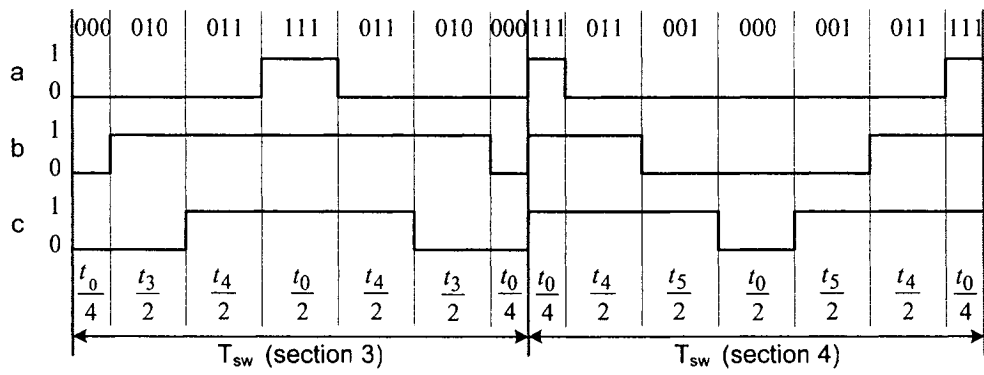 000 010 011 111 011 010 000 111 011 001 000 001 011 111
a 1 0
b 1 0
c 1 0
t0/4 t3/2 t4/2 t0/2 t4/2 t3/2 t0/4 t0/4 t4/2 t5/2 t0/2 t5/2 t4/2 t0/4
Tsw (section 3) Tsw (section 4)